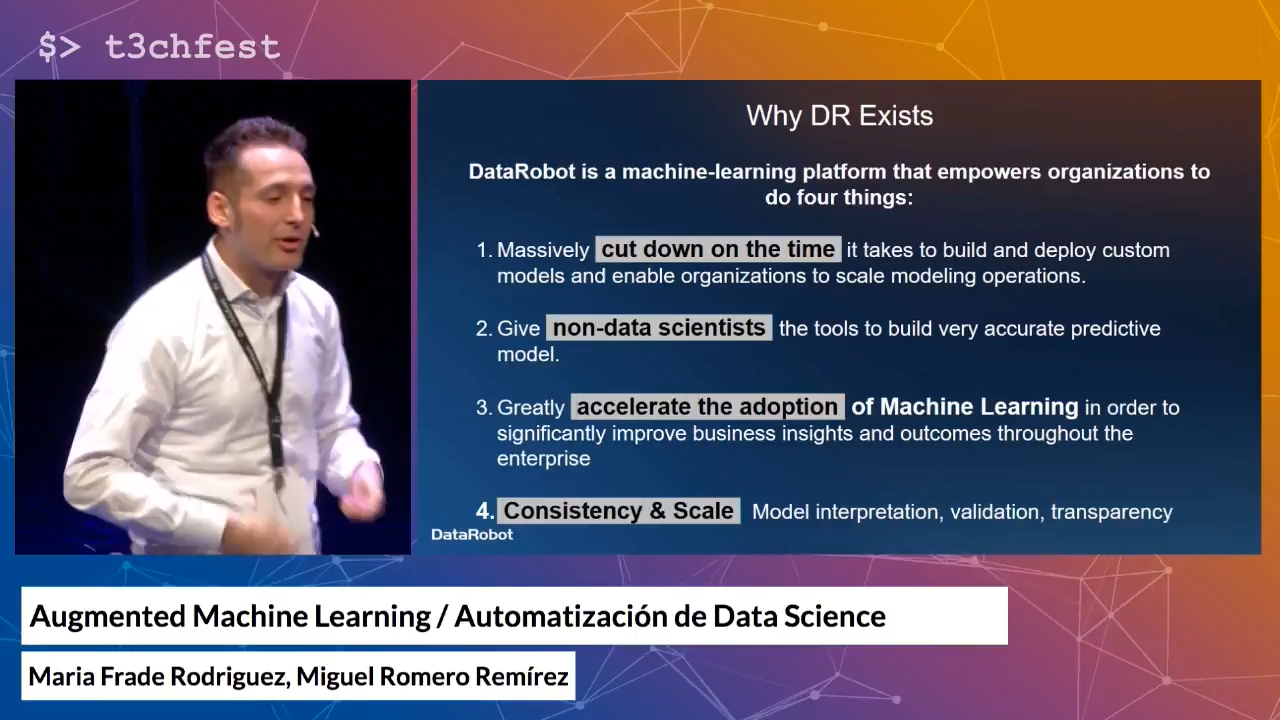 $> t3chfest
Why DR Exists
DataRobot is a machine-learning platform that empowers organizations to
do four things:
1. Massively cut down on the time it takes to build and deploy custom
models and enable organizations to scale modeling operations.
2. Give non-data scientists the tools to build very accurate predictive
model.
3. Greatly accelerate the adoption of Machine Learning in order to
significantly improve business insights and outcomes throughout the
enterprise
4. Consistency & Scale Model interpretation, validation, transparency
DataRobot
Augmented Machine Learning / Automatización de Data Science
Maria Frade Rodriguez, Miguel Romero Remírez